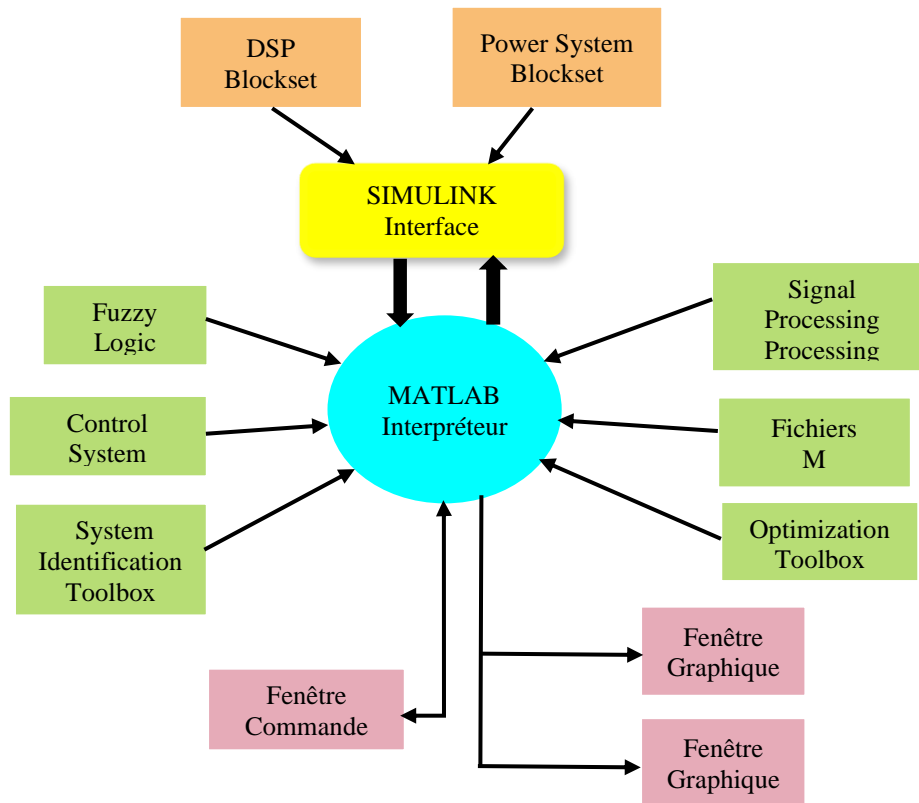 DSP
Blockset
Power System
Blockset
SIMULINK
Interface
Fuzzy
Logic
Signal
Processing
Processing
MATLAB
Interpréteur
Control
System
Fichiers
M
System
Identification
Toolbox
Optimization
Toolbox
Fenêtre
Graphique
Fenêtre
Commande
Fenêtre
Graphique